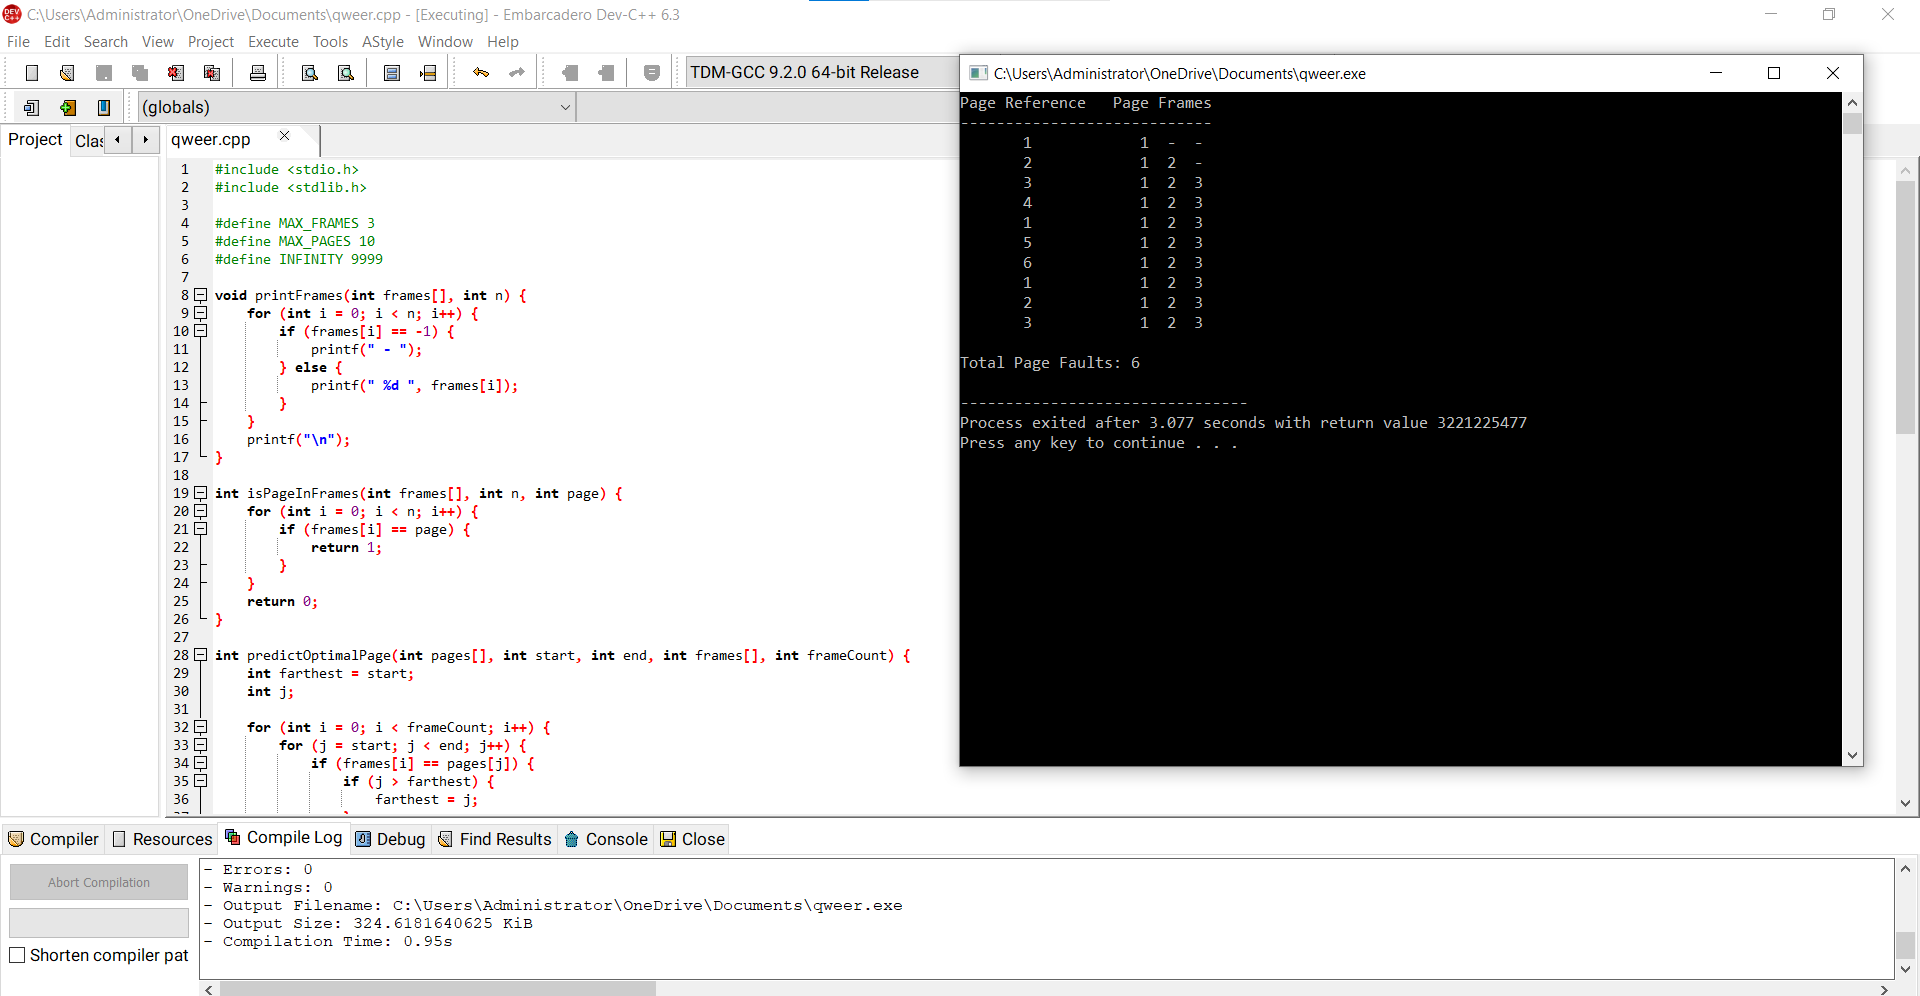 C:\Users\Administrator\OneDrive\Documents\qweer.cpp - [Executing] - Embarcadero Dev-C++ 6.3
File Edit Search View Project Execute Tools AStyle Window Help
TDM-GCC 9.2.0 64-bit Release
(globals)
Project Clas
qweer.cpp
1 #include <stdio.h>
2 #include <stdlib.h>
3
4 #define MAX_FRAMES 3
5 #define MAX_PAGES 10
6 #define INFINITY 9999
7
8 void printFrames(int frames[], int n) {
9 for (int i = 0; i < n; i++) {
10 if (frames[i] == -1) {
11 printf(" - ");
12 } else {
13 printf(" %d ", frames[i]);
14 }
15 }
16 printf("\n");
17 }
18
19 int isPageInFrames(int frames[], int n, int page) {
20 for (int i = 0; i < n; i++) {
21 if (frames[i] == page) {
22 return 1;
23 }
24 }
25 return 0;
26 }
27
28 int predictOptimalPage(int pages[], int start, int end, int frames[], int frameCount) {
29 int farthest = start;
30 int j;
31
32 for (int i = 0; i < frameCount; i++) {
33 for (j = start; j < end; j++) {
34 if (frames[i] == pages[j]) {
35 if (j > farthest) {
36 farthest = j;
C:\Users\Administrator\OneDrive\Documents\qweer.exe
Page Reference Page Frames
----------------------------
1 1 - -
2 1 2 -
3 1 2 3
4 1 2 3
1 1 2 3
5 1 2 3
6 1 2 3
1 1 2 3
2 1 2 3
3 1 2 3
Total Page Faults: 6
--------------------------------
Process exited after 3.077 seconds with return value 3221225477
Press any key to continue . . .
Compiler Resources Compile Log Debug Find Results Console Close
Abort Compilation
Shorten compiler pat
- Errors: 0
- Warnings: 0
- Output Filename: C:\Users\Administrator\OneDrive\Documents\qweer.exe
- Output Size: 324.6181640625 KiB
- Compilation Time: 0.95s